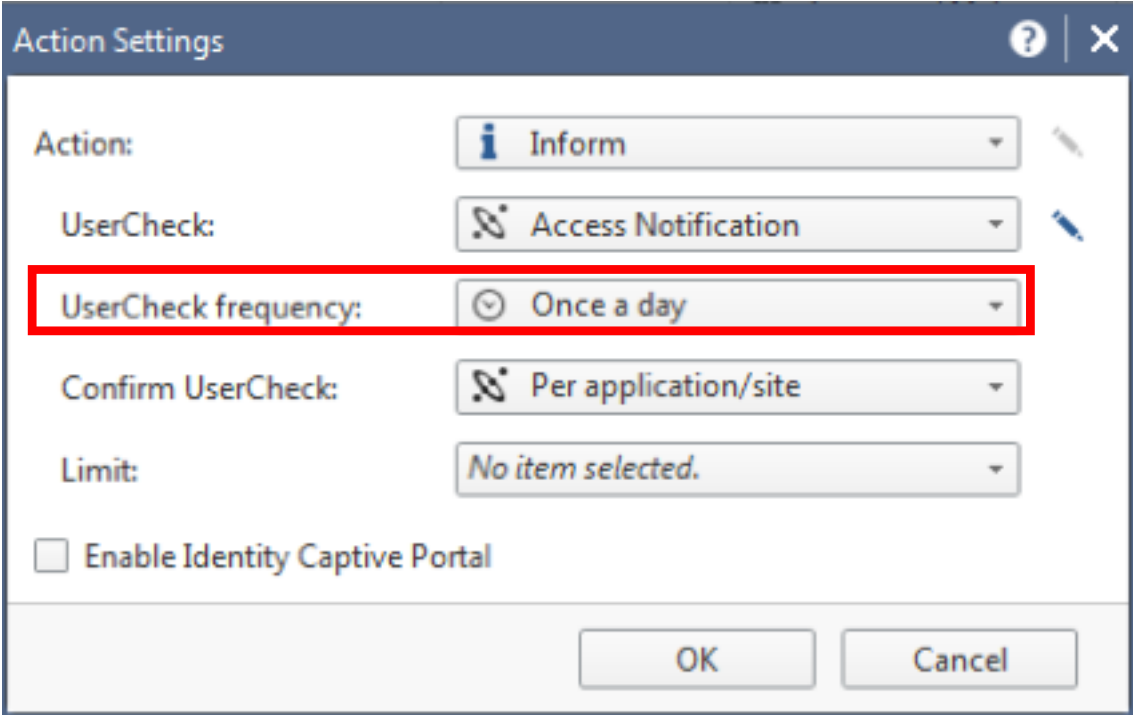 Action Settings
Action: Inform
UserCheck: Access Notification
UserCheck frequency: Once a day
Confirm UserCheck: Per application/site
Limit: No item selected.
Enable Identity Captive Portal
OK Cancel